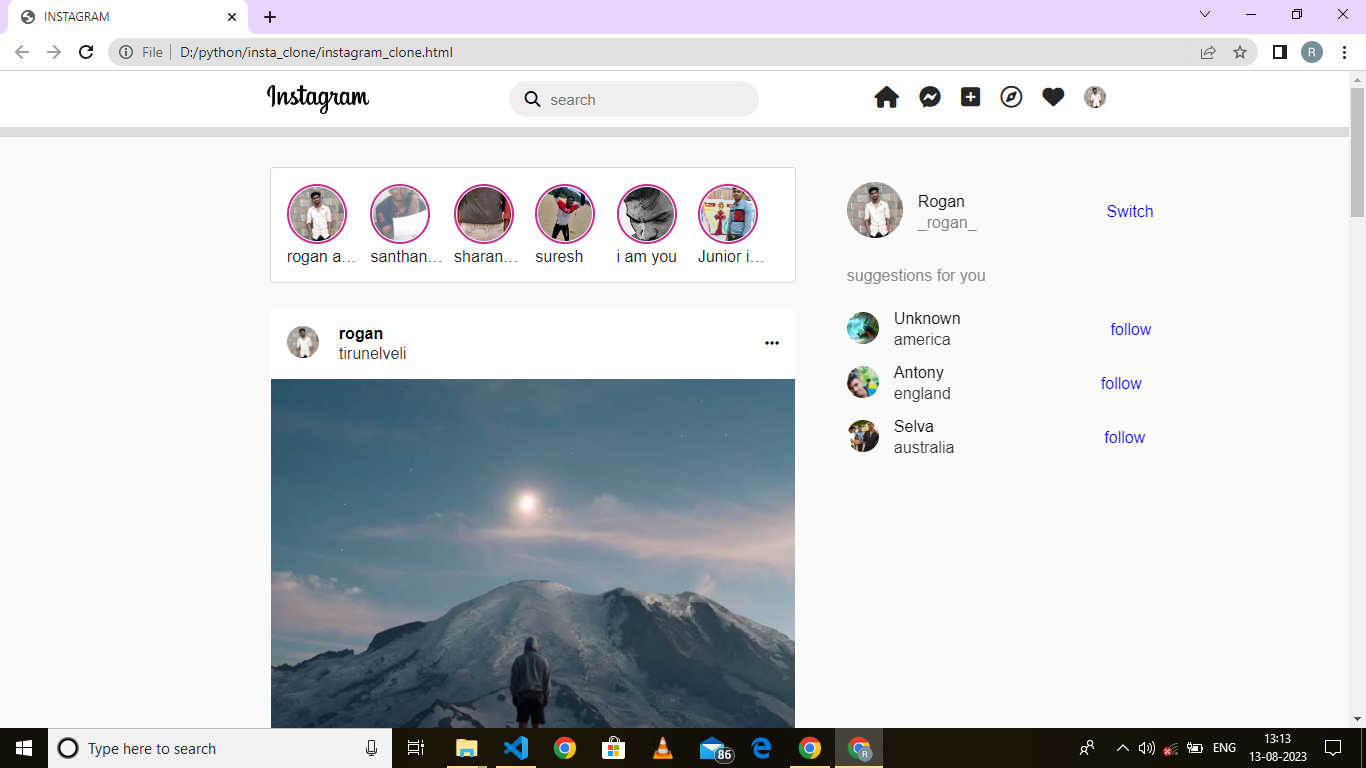 INSTAGRAM
File D:/python/insta_clone/instagram_clone.html
R
Instagram
search
rogan a...
santhan...
sharan...
suresh
i am you
Junior i...
Rogan
_rogan_
Switch
suggestions for you
Unknown
america
follow
Antony
england
follow
Selva
australia
follow
rogan
tirunelveli
Type here to search
86
R
ENG
13:13
13-08-2023